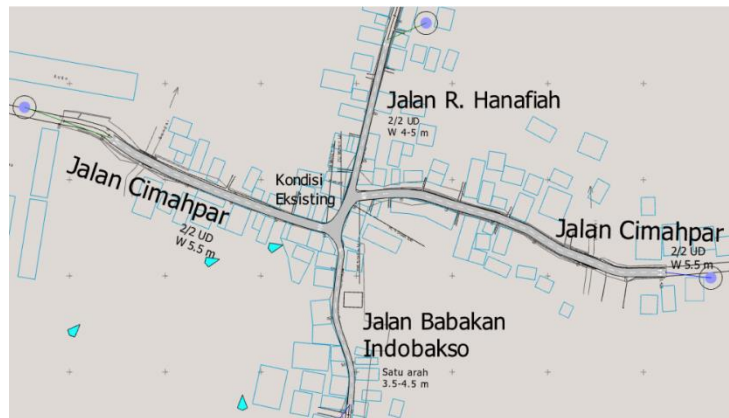 Jalan R. Hanafiah
2/2 UD
W 4-5 m
Jalan Cimahpar
2/2 UD
W 5.5 m
Kondisi
Eksisting
Jalan Cimahpar
2/2 UD
W 5.5 m
Jalan Babakan
Indobakso
Satu arah
3.5-4.5 m